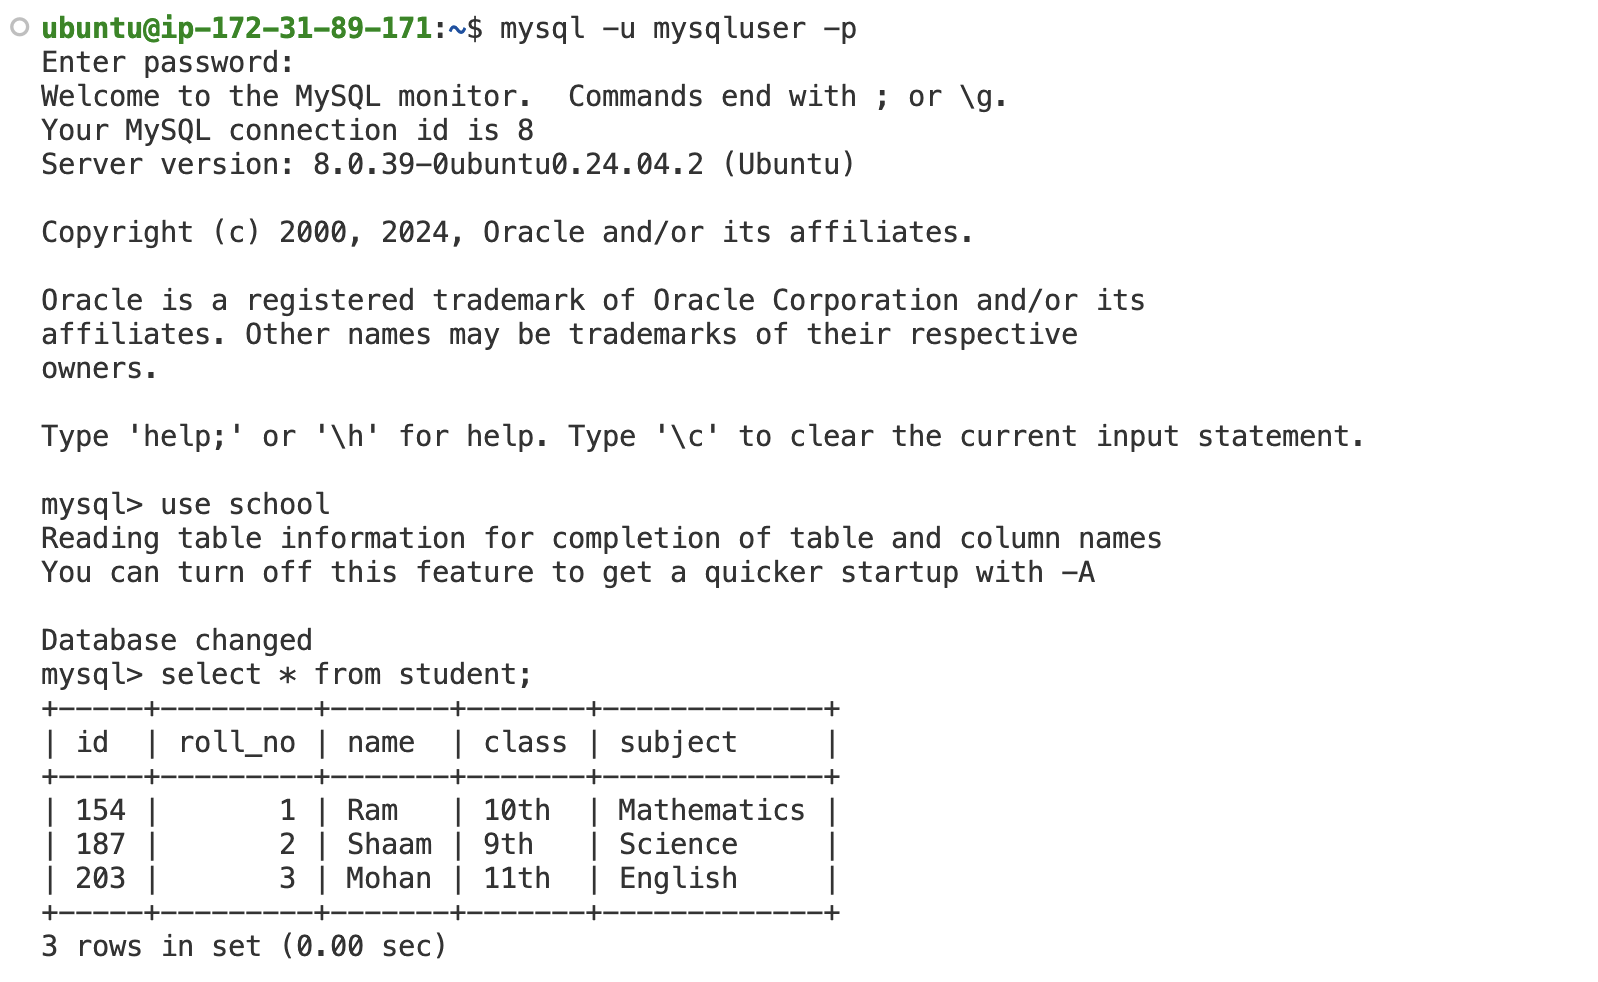 ubuntu@ip-172-31-89-171:~$ mysql -u mysqluser -p
Enter password:
Welcome to the MySQL monitor.  Commands end with ; or \g.
Your MySQL connection id is 8
Server version: 8.0.39-0ubuntu0.24.04.2 (Ubuntu)

Copyright (c) 2000, 2024, Oracle and/or its affiliates.

Oracle is a registered trademark of Oracle Corporation and/or its
affiliates. Other names may be trademarks of their respective
owners.

Type 'help;' or '\h' for help. Type '\c' to clear the current input statement.

mysql> use school
Reading table information for completion of table and column names
You can turn off this feature to get a quicker startup with -A

Database changed
mysql> select * from student;
+-----+---------+-------+-------+-------------+
| id  | roll_no | name  | class | subject     |
+-----+---------+-------+-------+-------------+
| 154 |       1 | Ram   | 10th  | Mathematics |
| 187 |       2 | Shaam | 9th   | Science     |
| 203 |       3 | Mohan | 11th  | English     |
+-----+---------+-------+-------+-------------+
3 rows in set (0.00 sec)